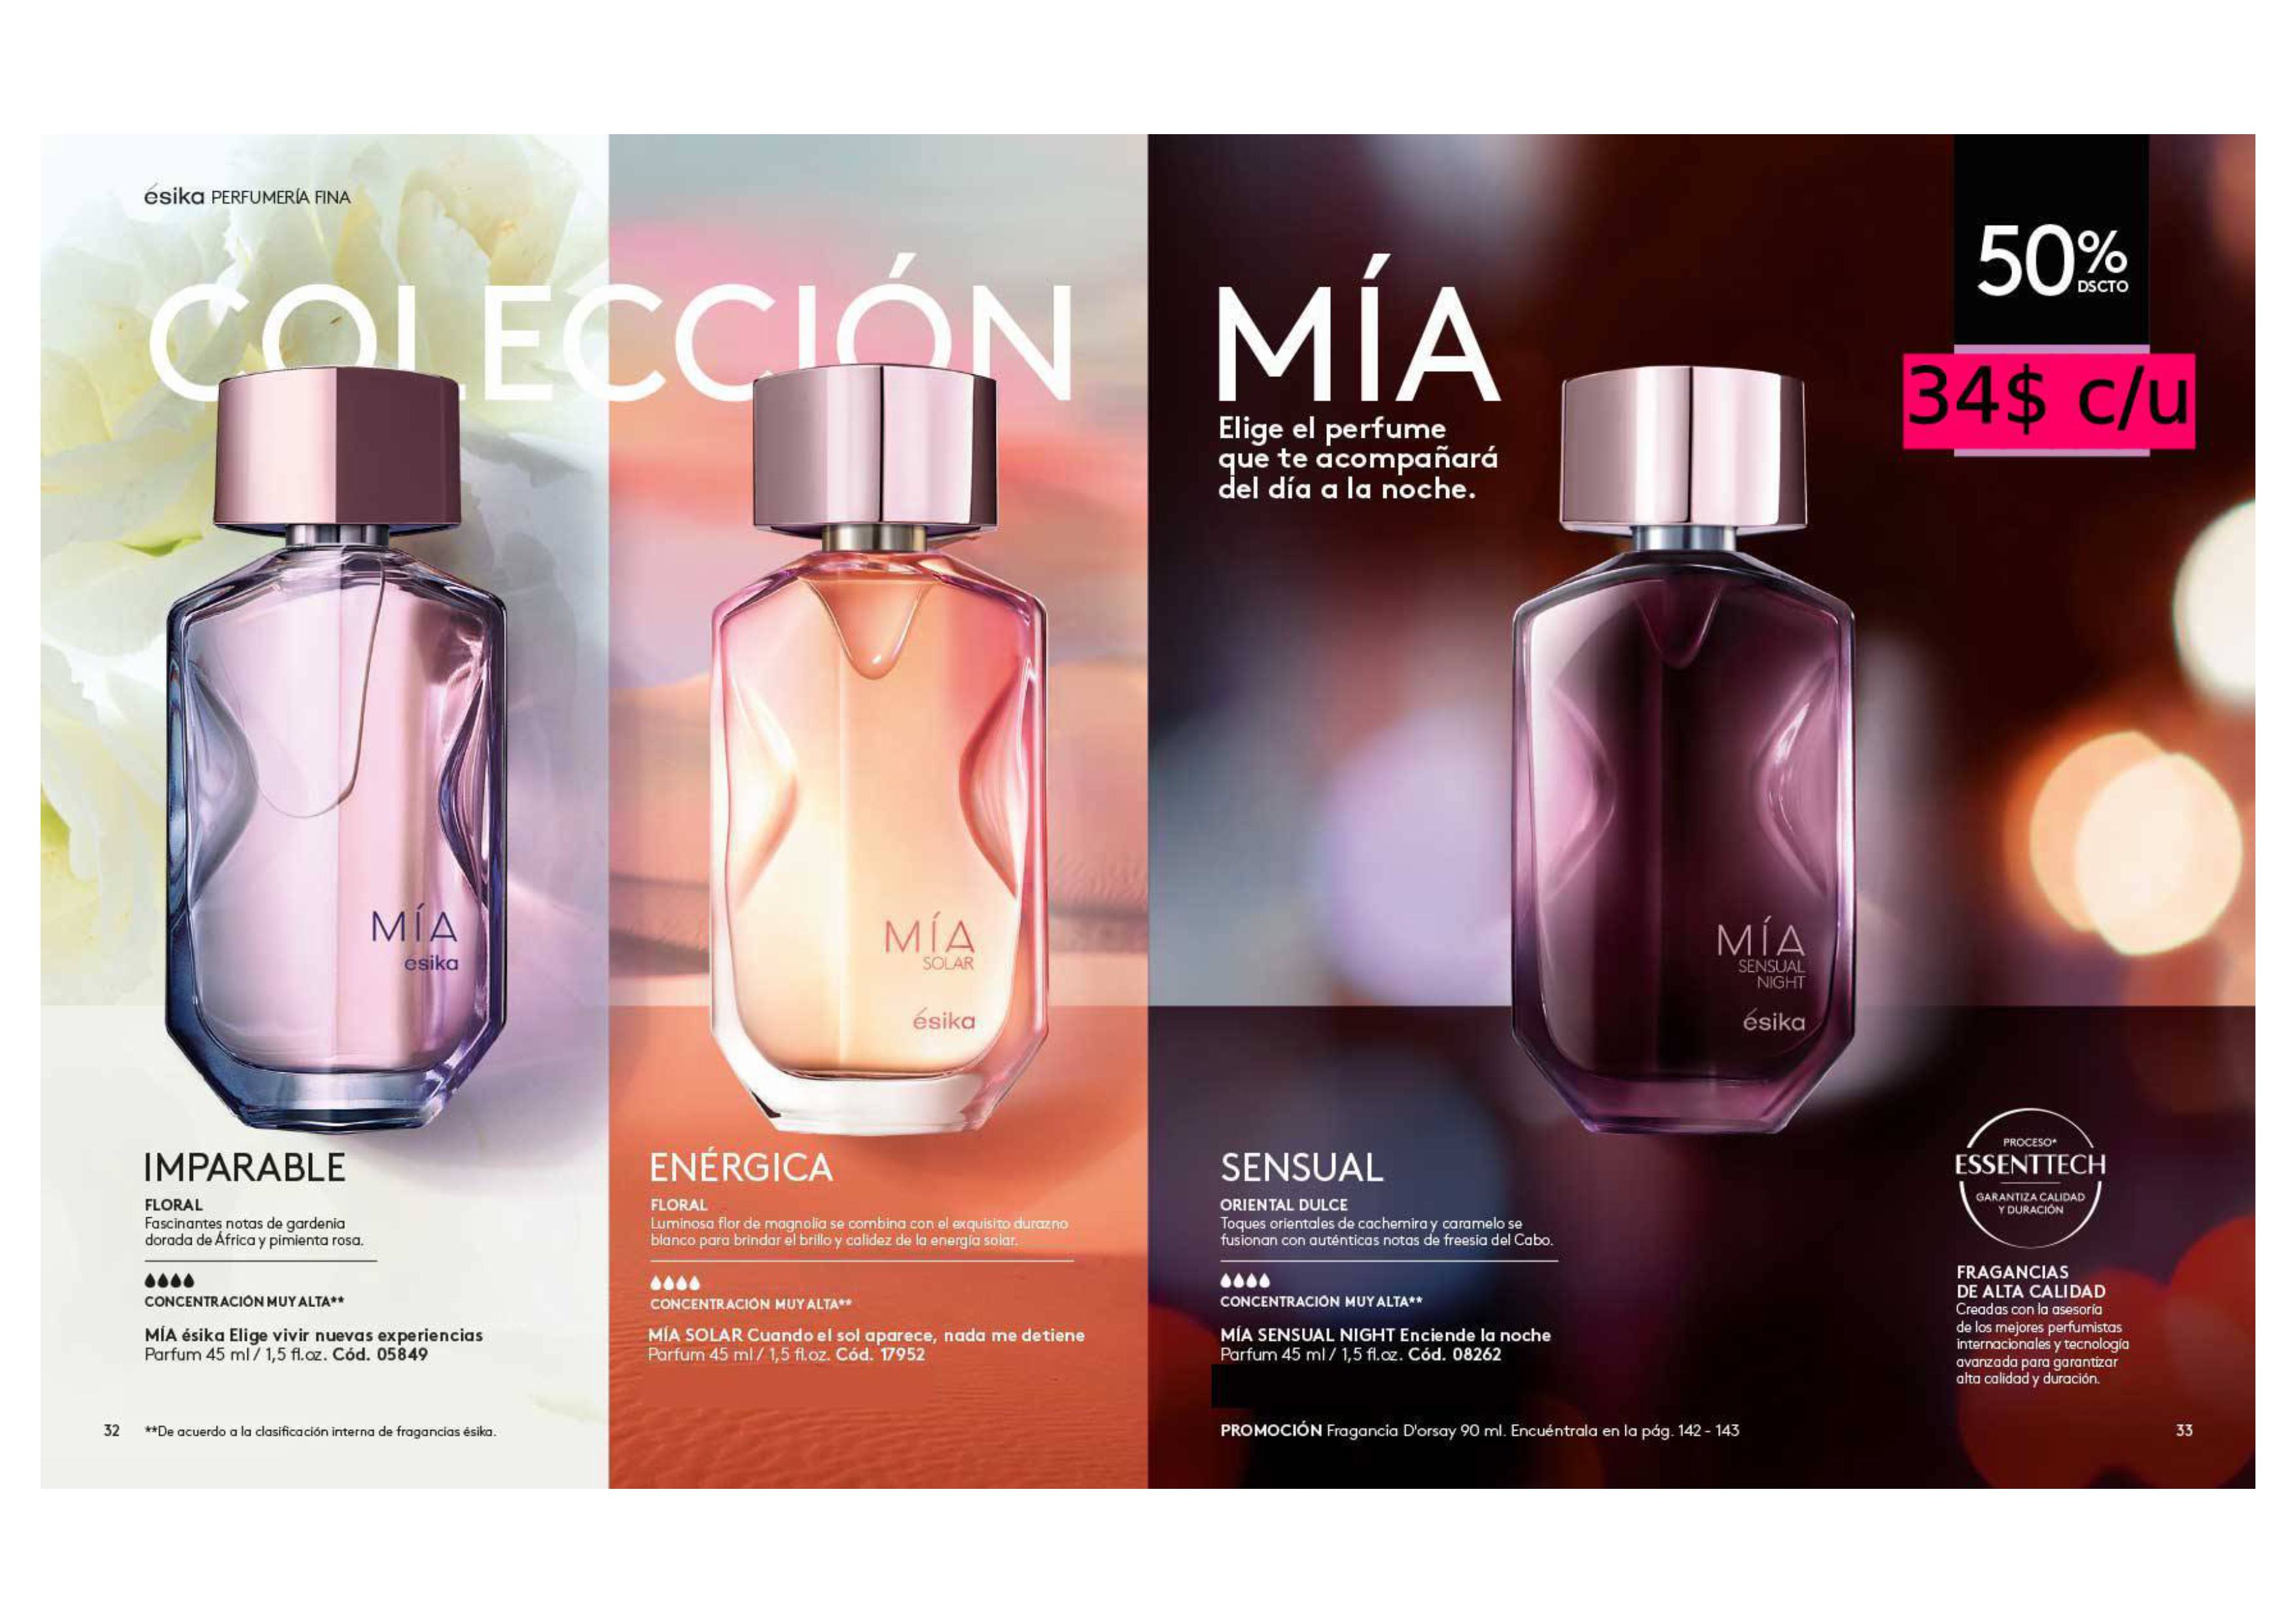 ésika PERFUMERÍA FINA
COLECCIÓN
MÍA
Elige el perfume
que te acompañará
del día a la noche.
50%
DSCTO
34$ c/u
MÍA
ésika
MÍA
SOLAR
ésika
MÍA
SENSUAL
NIGHT
ésika
IMPARABLE
FLORAL
Fascinantes notas de gardenia
dorada de África y pimienta rosa.
CONCENTRACIÓN MUY ALTA**
MÍA ésika Elige vivir nuevas experiencias
Parfum 45 ml / 1,5 fl.oz. Cód. 05849
32
**De acuerdo a la clasificación interna de fragancias ésika.
ENÉRGICA
FLORAL
Luminosa flor de magnolia se combina con el exquisito durazno
blanco para brindar el brillo y calidez de la energía solar.
CONCENTRACIÓN MUY ALTA**
MÍA SOLAR Cuando el sol aparece, nada me detiene
Parfum 45 ml / 1,5 fl.oz. Cód. 17952
SENSUAL
ORIENTAL DULCE
Toques orientales de cachemira y caramelo se
fusionan con auténticas notas de freesia del Cabo.
CONCENTRACIÓN MUY ALTA**
MÍA SENSUAL NIGHT Enciende la noche
Parfum 45 ml / 1,5 fl.oz. Cód. 08262
PROMOCIÓN Fragancia D'orsay 90 ml. Encuéntrala en la pág. 142 - 143
PROCESO*
ESSENTTECH
GARANTIZA CALIDAD
Y DURACIÓN
FRAGANCIAS
DE ALTA CALIDAD
Creadas con la asesoría
de los mejores perfumistas
internacionales y tecnología
avanzada para garantizar
alta calidad y duración.
33